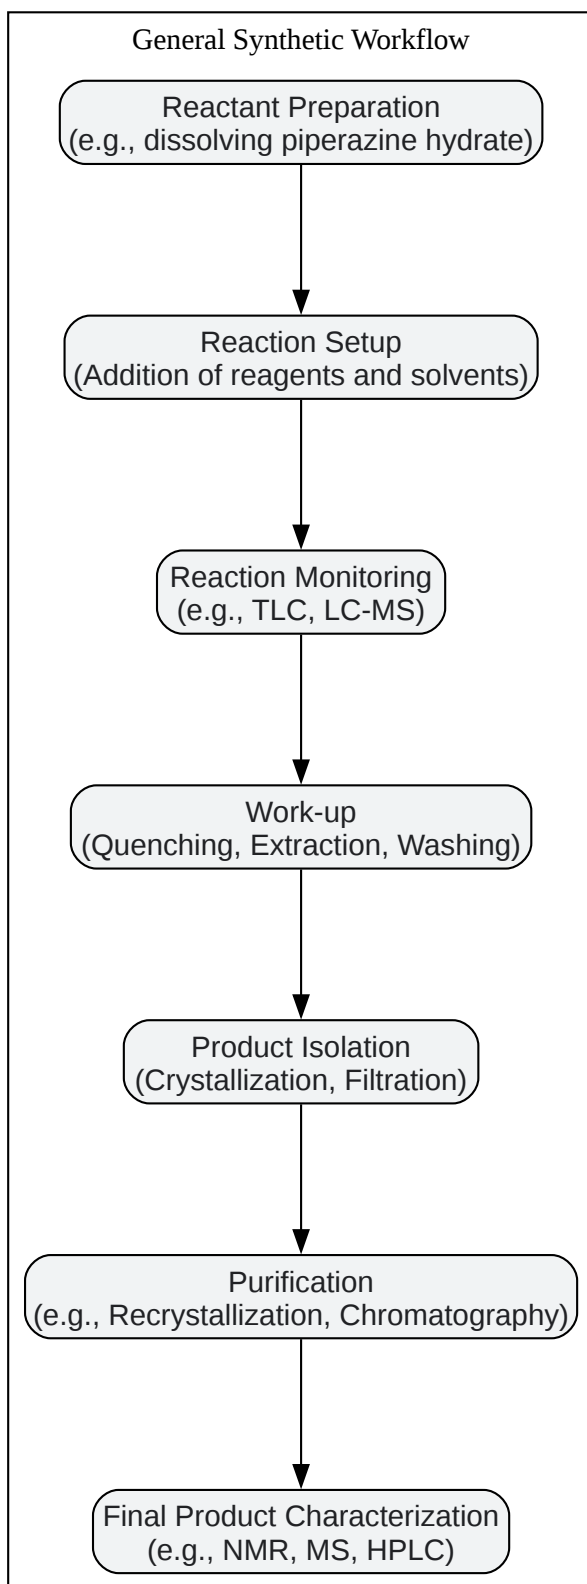 General Synthetic Workflow
Reactant Preparation
(e.g., dissolving piperazine hydrate)
Reaction Setup
(Addition of reagents and solvents)
Reaction Monitoring
(e.g., TLC, LC-MS)
Work-up
(Quenching, Extraction, Washing)
Product Isolation
(Crystallization, Filtration)
Purification
(e.g., Recrystallization, Chromatography)
Final Product Characterization
(e.g., NMR, MS, HPLC)